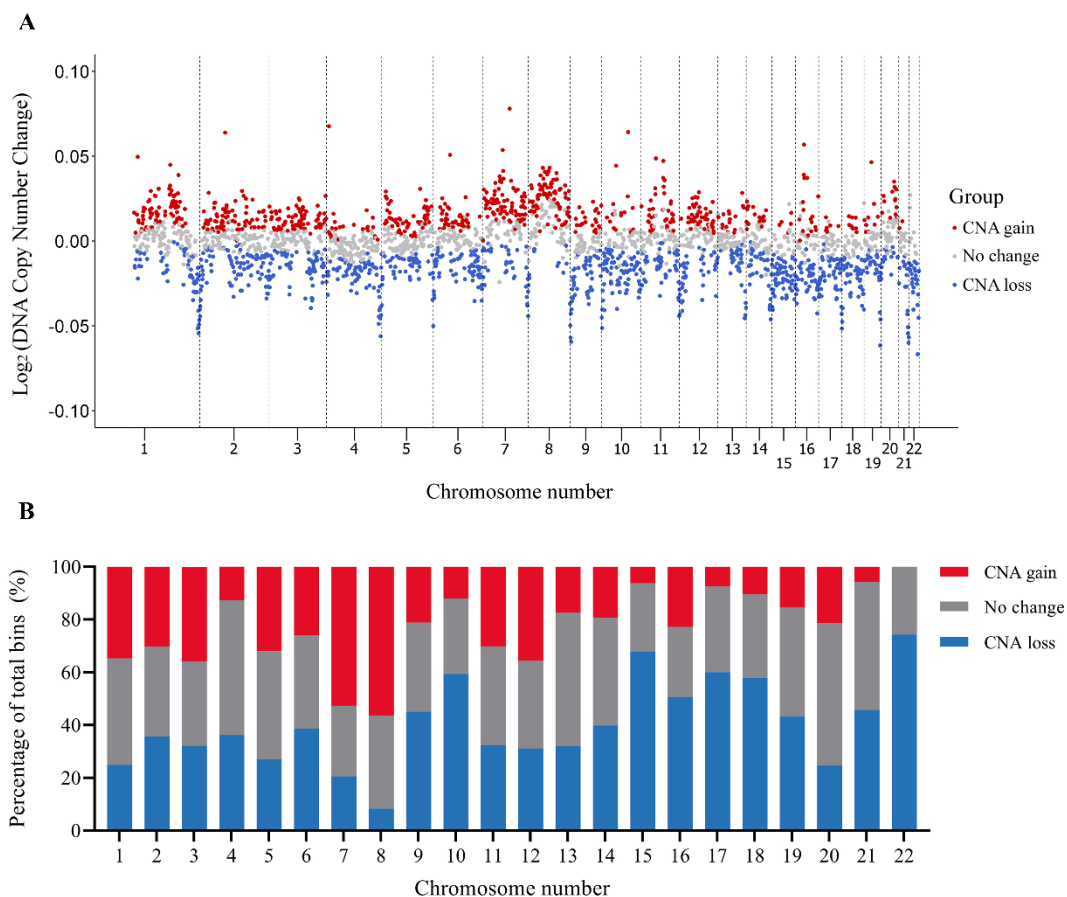 A
Log2 (DNA Copy Number Change)
0.10
0.05
0.00
-0.05
-0.10
1 2 3 4 5 6 7 8 9 10 11 12 13 14 16 18 20 22
15 17 19 21
Chromosome number
Group
CNA gain
No change
CNA loss
B
Percentage of total bins (%)
100
80
60
40
20
0
1 2 3 4 5 6 7 8 9 10 11 12 13 14 15 16 17 18 19 20 21 22
Chromosome number
CNA gain
No change
CNA loss